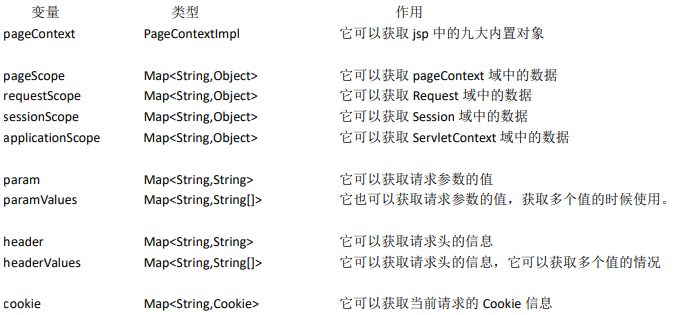 变量 类型 作用
pageContext PageContextImpl 它可以获取 jsp 中的九大内置对象
pageScope Map<String,Object> 它可以获取 pageContext 域中的数据
requestScope Map<String,Object> 它可以获取 Request 域中的数据
sessionScope Map<String,Object> 它可以获取 Session 域中的数据
applicationScope Map<String,Object> 它可以获取 ServletContext 域中的数据
param Map<String,String> 它可以获取请求参数的值
paramValues Map<String,String[]> 它也可以获取请求参数的值，获取多个值的时候使用。
header Map<String,String> 它可以获取请求头的信息
headerValues Map<String,String[]> 它可以获取请求头的信息，它可以获取多个值的情况
cookie Map<String,Cookie> 它可以获取当前请求的 Cookie 信息